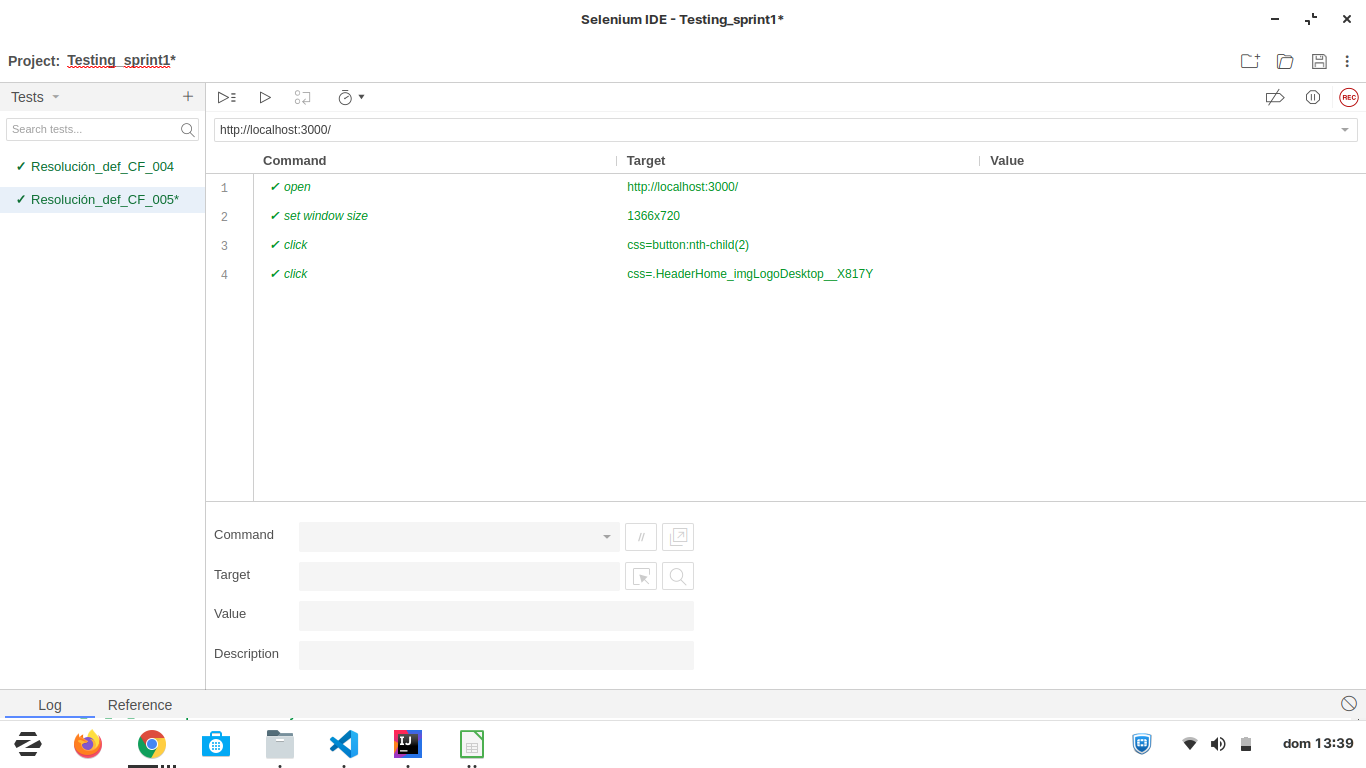 Selenium IDE - Testing_sprint1*
Project: Testing_sprint1*
Tests
Search tests...
✓ Resolución_def_CF_004
✓ Resolución_def_CF_005*
REC
http://localhost:3000/
Command Target Value
1 ✓ open http://localhost:3000/
2 ✓ set window size 1366x720
3 ✓ click css=button:nth-child(2)
4 ✓ click css=.HeaderHome_imgLogoDesktop__X817Y
Command //
Target
Value
Description
Log Reference
IJ
dom 13:39